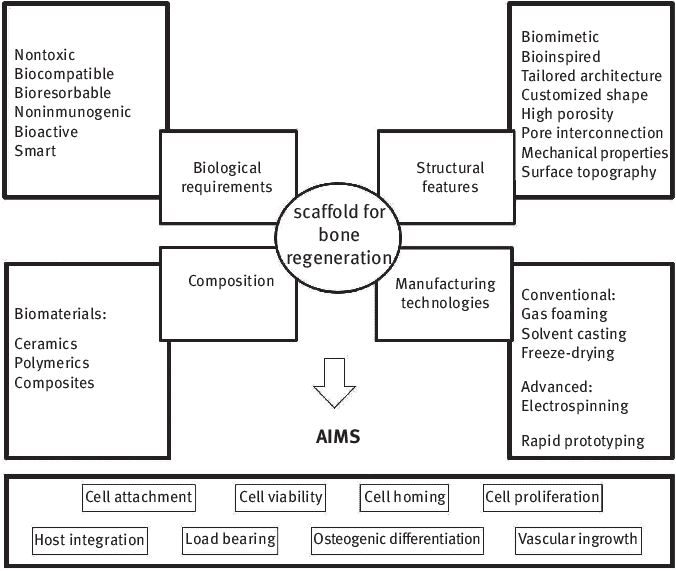 Nontoxic
Biocompatible
Bioresorbable
Noninmunogenic
Bioactive
Smart
Biological
requirements
Biomimetic
Bioinspired
Tailored architecture
Customized shape
High porosity
Pore interconnection
Mechanical properties
Surface topography
Structural
features
scaffold for
bone
regeneration
Composition
Biomaterials:
Ceramics
Polymerics
Composites
Manufacturing
technologies
Conventional:
Gas foaming
Solvent casting
Freeze-drying
Advanced:
Electrospinning
Rapid prototyping
AIMS
Cell attachment
Cell viability
Cell homing
Cell proliferation
Host integration
Load bearing
Osteogenic differentiation
Vascular ingrowth